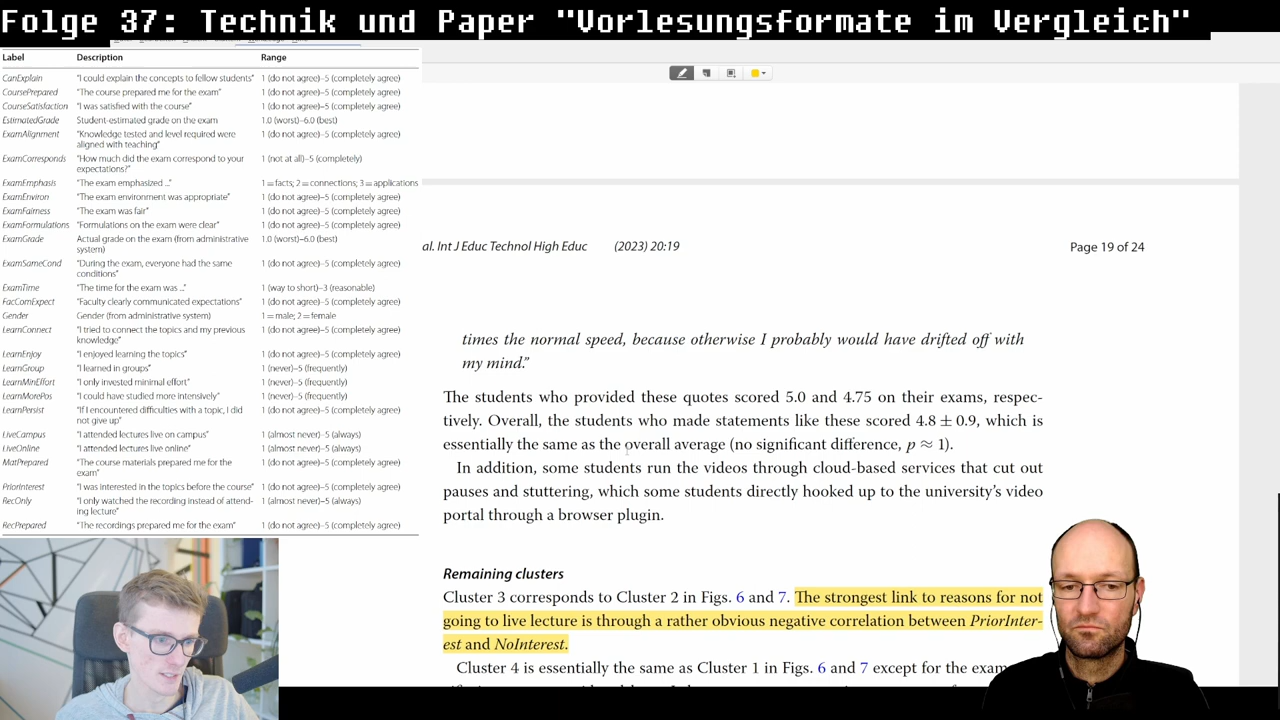 Folge 37: Technik und Paper "Vorlesungsformate im Vergleich"
Label Description Range
CanExplain "I could explain the concepts to fellow students" 1 (do not agree)–5 (completely agree)
CoursePrepared "The course prepared me for the exam" 1 (do not agree)–5 (completely agree)
CourseSatisfaction "I was satisfied with the course" 1 (do not agree)–5 (completely agree)
EstimatedGrade Student-estimated grade on the exam 1.0 (worst)–6.0 (best)
ExamAlignment "Knowledge tested and level required were 1 (do not agree)–5 (completely agree)
aligned with teaching"
ExamCorresponds "How much did the exam correspond to your 1 (not at all)–5 (completely)
expectations?"
ExamEmphasis "The exam emphasized ..." 1 = facts; 2 = connections; 3 = applications
ExamEnviron "The exam environment was appropriate" 1 (do not agree)–5 (completely agree)
ExamFairness "The exam was fair" 1 (do not agree)–5 (completely agree)
ExamFormulations "Formulations on the exam were clear" 1 (do not agree)–5 (completely agree)
ExamGrade Actual grade on the exam (from administrative 1.0 (worst)–6.0 (best)
system)
ExamSameCond "During the exam, everyone had the same 1 (do not agree)–5 (completely agree)
conditions"
ExamTime "The time for the exam was ..." 1 (way to short)–3 (reasonable)
FacComExpect "Faculty clearly communicated expectations" 1 (do not agree)–5 (completely agree)
Gender Gender (from administrative system) 1 = male; 2 = female
LearnConnect "I tried to connect the topics and my previous 1 (do not agree)–5 (completely agree)
knowledge"
LearnEnjoy "I enjoyed learning the topics" 1 (do not agree)–5 (completely agree)
LearnGroup "I learned in groups" 1 (never)–5 (frequently)
LearnMinEffort "I only invested minimal effort" 1 (never)–5 (frequently)
LearnMorePos "I could have studied more intensively" 1 (never)–5 (frequently)
LearnPersist "If I encountered difficulties with a topic, I did 1 (do not agree)–5 (completely agree)
not give up"
LiveCampus "I attended lectures live on campus" 1 (almost never)–5 (always)
LiveOnline "I attended lectures live online" 1 (almost never)–5 (always)
MatPrepared "The course materials prepared me for the 1 (do not agree)–5 (completely agree)
exam"
PriorInterest "I was interested in the topics before the course" 1 (do not agree)–5 (completely agree)
RecOnly "I only watched the recording instead of attend- 1 (almost never)–5 (always)
ing lecture"
RecPrepared "The recordings prepared me for the exam" 1 (do not agree)–5 (completely agree)
al. Int J Educ Technol High Educ (2023) 20:19 Page 19 of 24
times the normal speed, because otherwise I probably would have drifted off with
my mind."
The students who provided these quotes scored 5.0 and 4.75 on their exams, respec-
tively. Overall, the students who made statements like these scored 4.8 ± 0.9, which is
essentially the same as the overall average (no significant difference, p ≈ 1).
In addition, some students run the videos through cloud-based services that cut out
pauses and stuttering, which some students directly hooked up to the university's video
portal through a browser plugin.
Remaining clusters
Cluster 3 corresponds to Cluster 2 in Figs. 6 and 7. The strongest link to reasons for not
going to live lecture is through a rather obvious negative correlation between PriorInter-
est and NoInterest.
Cluster 4 is essentially the same as Cluster 1 in Figs. 6 and 7 except for the exam